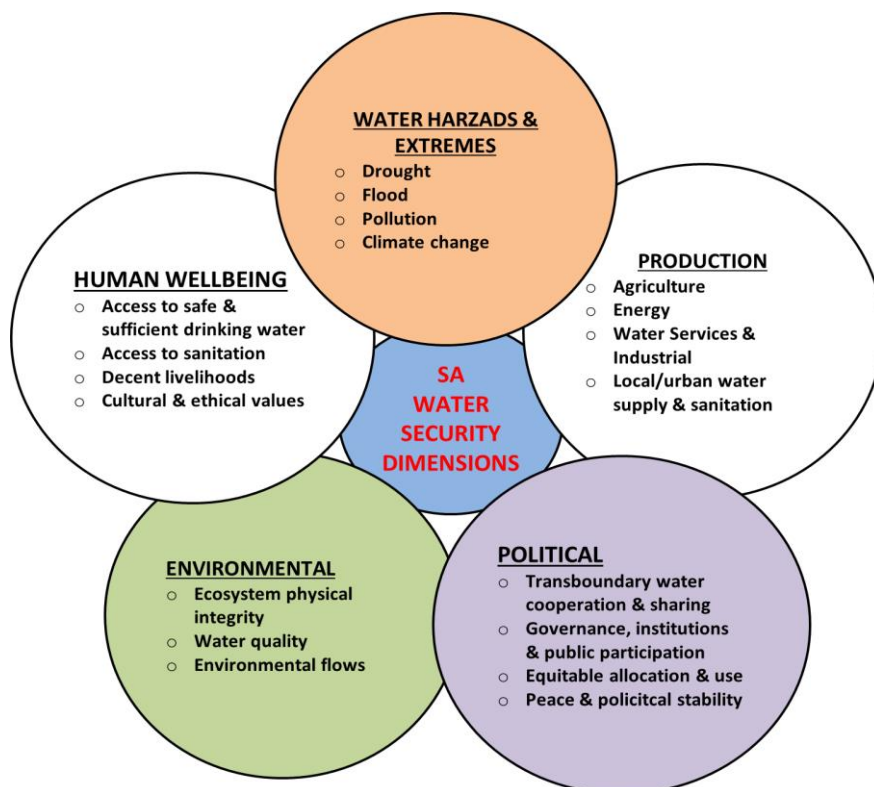 WATER HARZADS &
EXTREMES
o Drought
o Flood
o Pollution
o Climate change
HUMAN WELLBEING
o Access to safe &
sufficient drinking water
o Access to sanitation
o Decent livelihoods
o Cultural & ethical values
PRODUCTION
o Agriculture
o Energy
o Water Services &
Industrial
o Local/urban water
supply & sanitation
SA
WATER
SECURITY
DIMENSIONS
ENVIRONMENTAL
o Ecosystem physical
integrity
o Water quality
o Environmental flows
POLITICAL
o Transboundary water
cooperation & sharing
o Governance, institutions
& public participation
o Equitable allocation & use
o Peace & policitcal stability